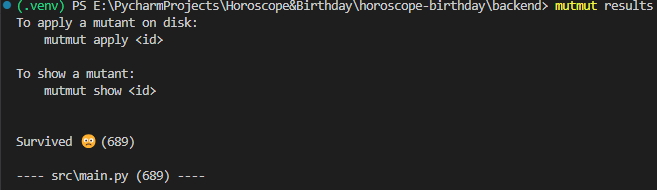 (.venv) PS E:\PycharmProjects\Horoscope&Birthday\horoscope-birthday\backend> mutmut results
To apply a mutant on disk:
    mutmut apply <id>

To show a mutant:
    mutmut show <id>


Survived 🙁 (689)

---- src\main.py (689) ----